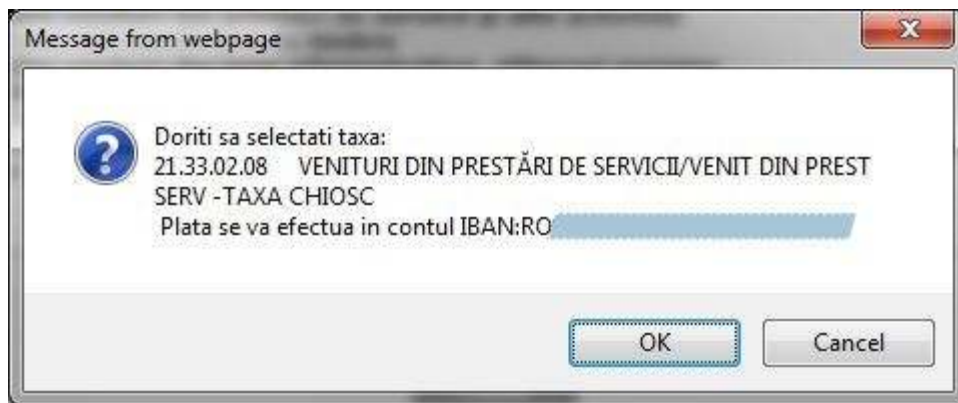 Message from webpage
Doriti sa selectati taxa:
21.33.02.08 VENITURI DIN PRESTĂRI DE SERVICII/VENIT DIN PREST
SERV -TAXA CHIOSC
Plata se va efectua in contul IBAN:RO
OK
Cancel